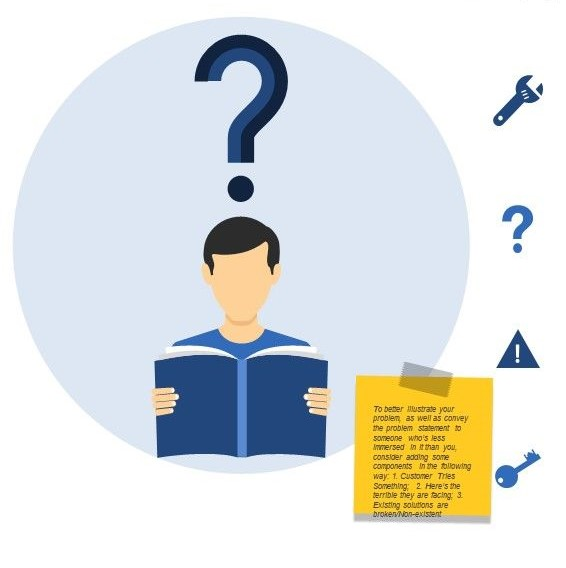 To better illustrate your
problem, as well as convey
the problem statement to
someone who's less
immersed in it than you,
consider adding some
components in the following
way: 1. Customer Tries
Something; 2. Here's the
terrible they are facing; 3.
Existing solutions are
broken/Non-existent